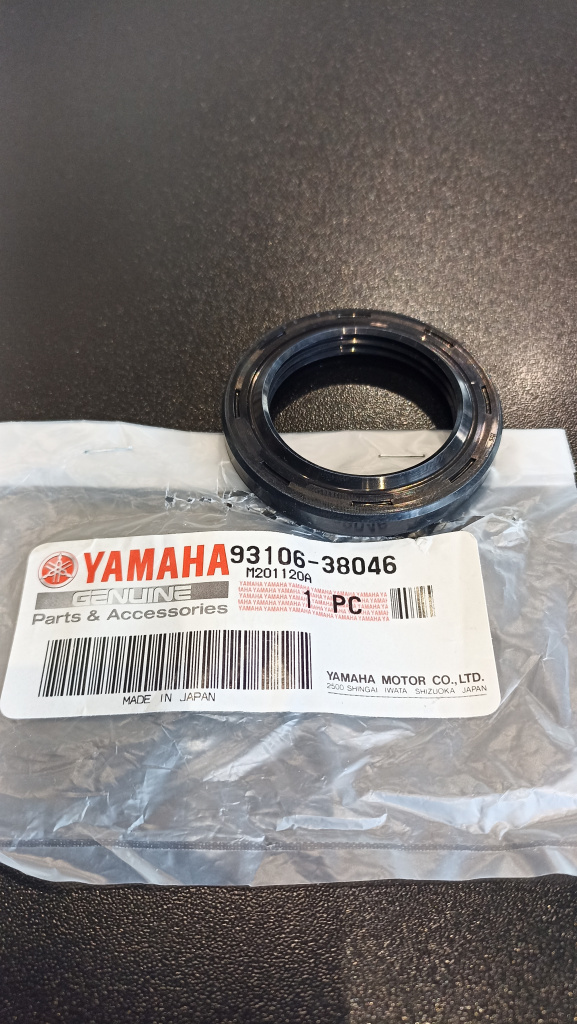 YAMAHA 93106-38046
M201120A
GENUINE
Parts & Accessories
1 PC
MADE IN JAPAN
YAMAHA MOTOR CO., LTD.
2500 SHINGAI IWATA SHIZUOKA JAPAN